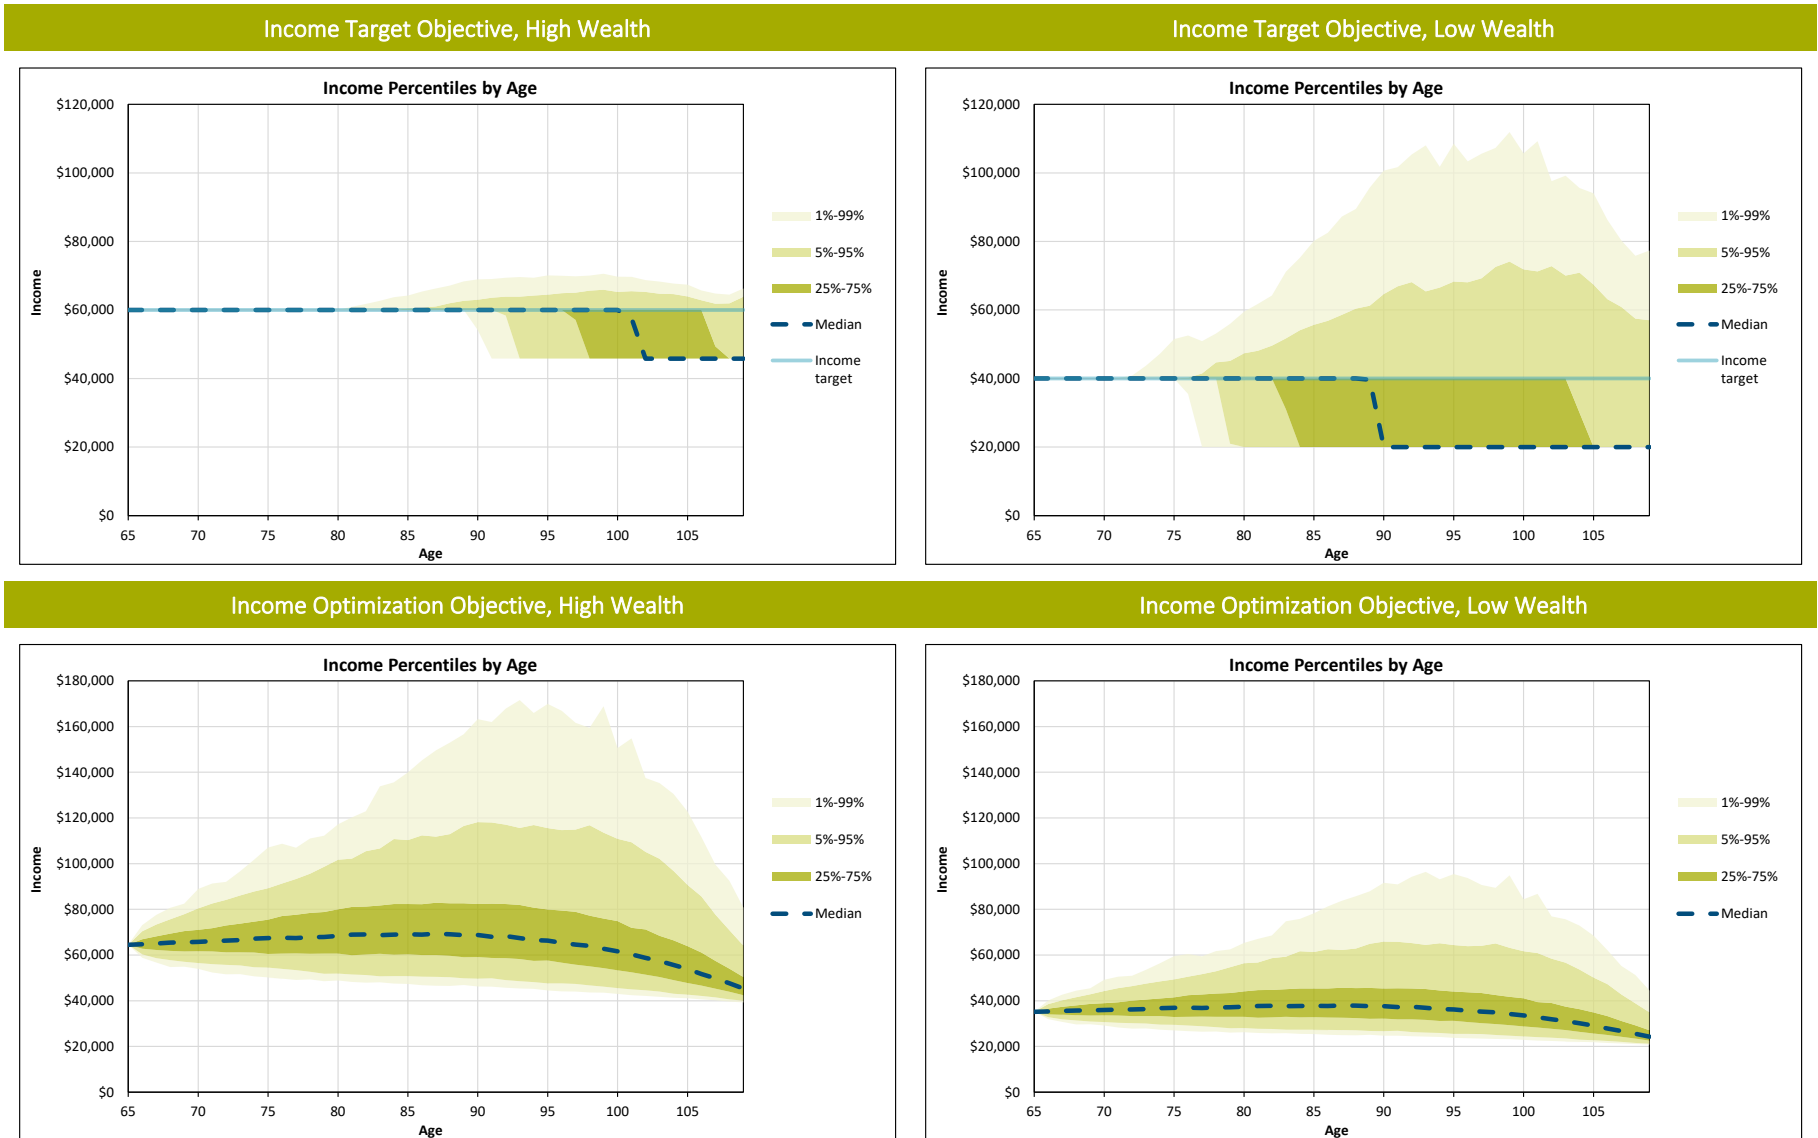 Income Target Objective, High Wealth
Income Percentiles by Age
$120,000
$100,000
$80,000
$60,000
$40,000
$20,000
$0
Income
65 70 75 80 85 90 95 100 105
Age
1%-99%
5%-95%
25%-75%
Median
Income
target
Income Target Objective, Low Wealth
Income Percentiles by Age
$120,000
$100,000
$80,000
$60,000
$40,000
$20,000
$0
Income
65 70 75 80 85 90 95 100 105
Age
1%-99%
5%-95%
25%-75%
Median
Income
target
Income Optimization Objective, High Wealth
Income Percentiles by Age
$180,000
$160,000
$140,000
$120,000
$100,000
$80,000
$60,000
$40,000
$20,000
$0
Income
65 70 75 80 85 90 95 100 105
Age
1%-99%
5%-95%
25%-75%
Median
Income Optimization Objective, Low Wealth
Income Percentiles by Age
$180,000
$160,000
$140,000
$120,000
$100,000
$80,000
$60,000
$40,000
$20,000
$0
Income
65 70 75 80 85 90 95 100 105
Age
1%-99%
5%-95%
25%-75%
Median